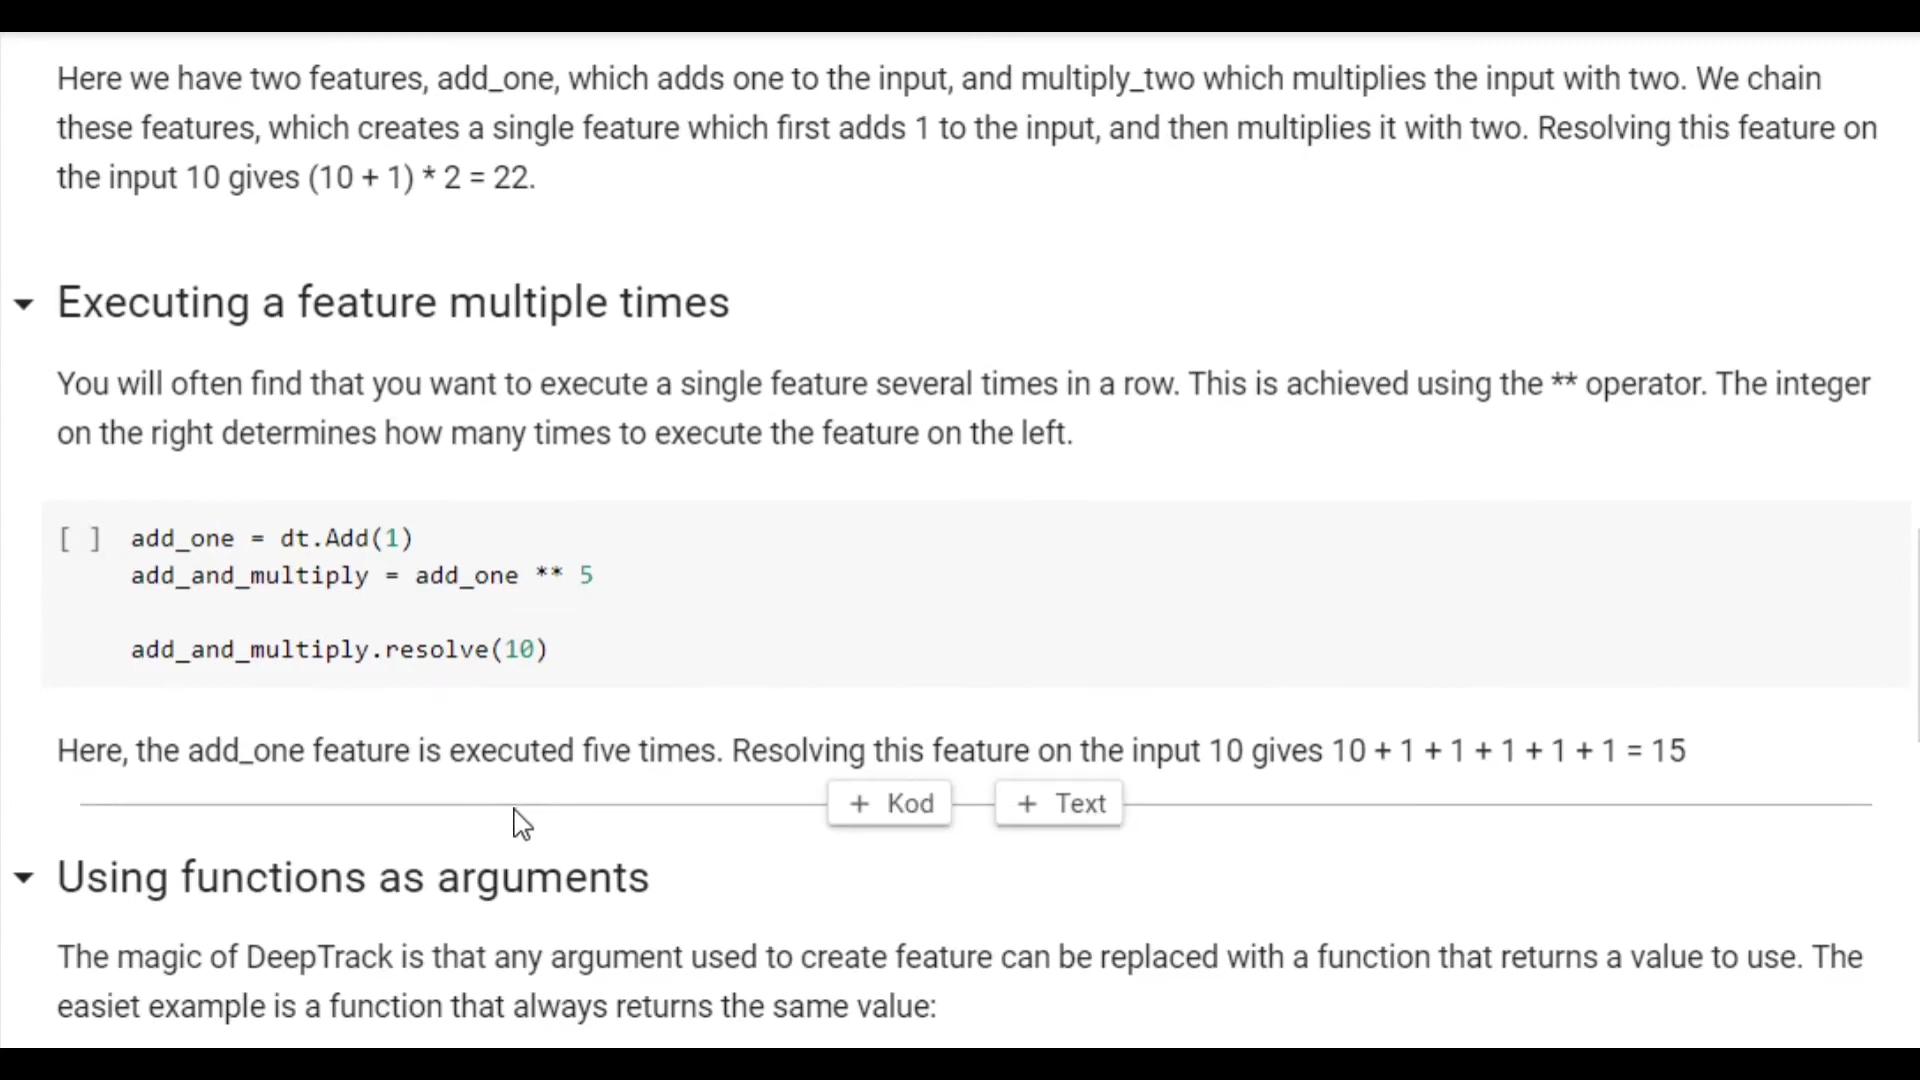 Here we have two features, add_one, which adds one to the input, and multiply_two which multiplies the input with two. We chain
these features, which creates a single feature which first adds 1 to the input, and then multiplies it with two. Resolving this feature on
the input 10 gives (10 + 1) * 2 = 22.
Executing a feature multiple times
You will often find that you want to execute a single feature several times in a row. This is achieved using the ** operator. The integer
on the right determines how many times to execute the feature on the left.
[ ] add_one = dt.Add(1)
add_and_multiply = add_one ** 5
add_and_multiply.resolve(10)
Here, the add_one feature is executed five times. Resolving this feature on the input 10 gives 10 + 1 + 1 + 1 + 1 + 1 = 15
+ Kod + Text
Using functions as arguments
The magic of DeepTrack is that any argument used to create feature can be replaced with a function that returns a value to use. The
easiet example is a function that always returns the same value: